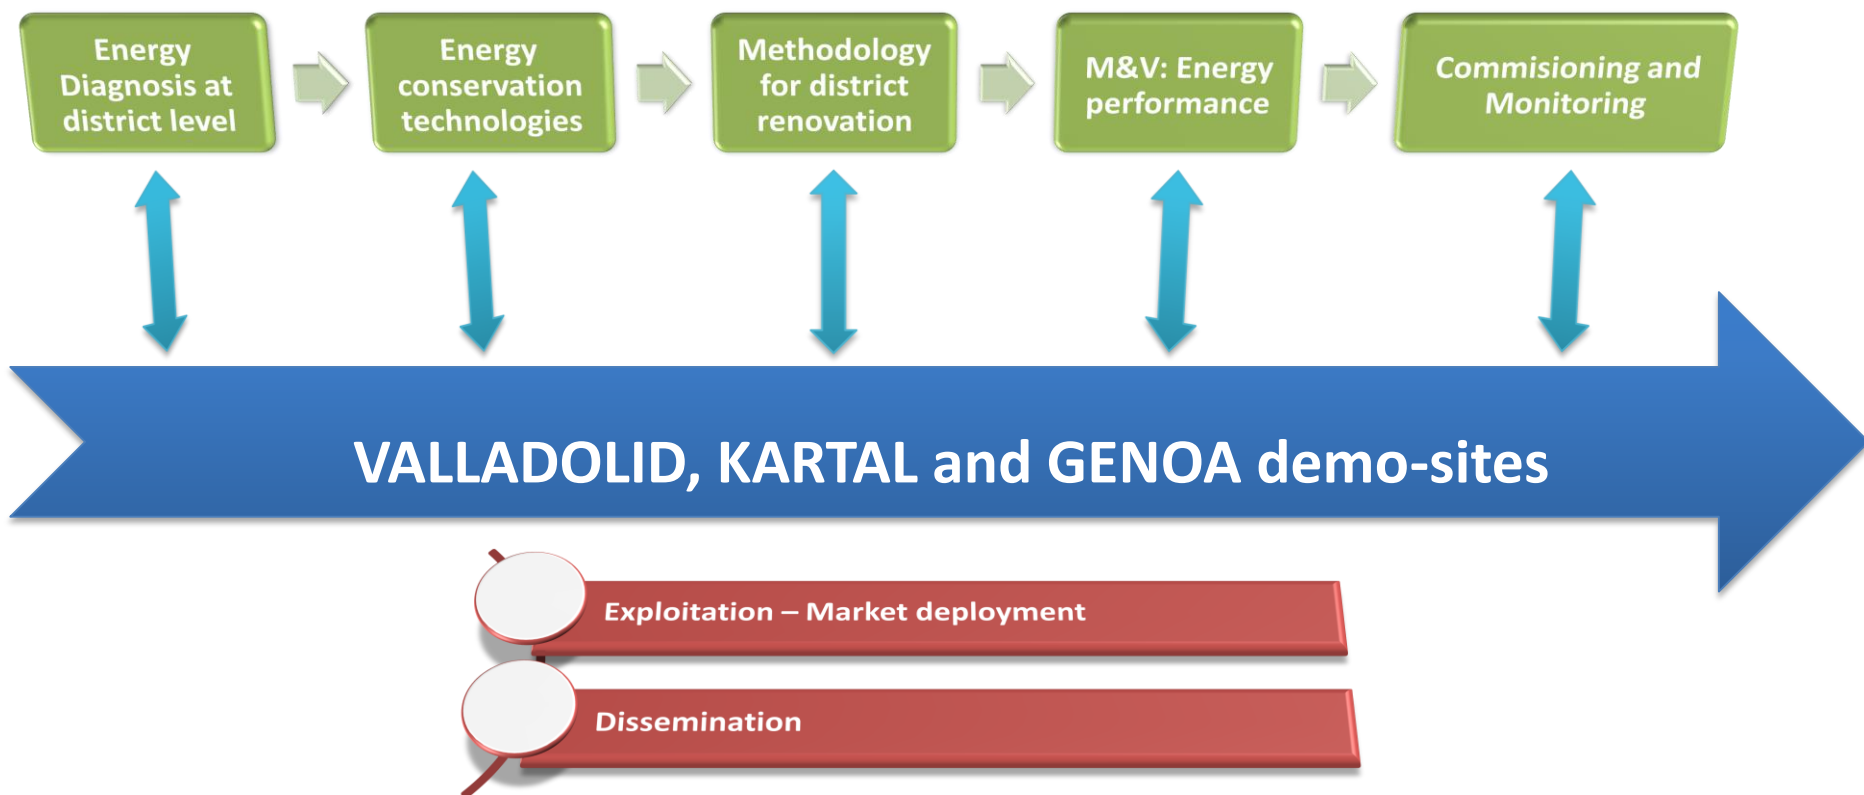 Energy
Diagnosis at
district level
Energy
conservation
technologies
Methodology
for district
renovation
M&V: Energy
performance
Commisioning and
Monitoring
VALLADOLID, KARTAL and GENOA demo-sites
Exploitation – Market deployment
Dissemination